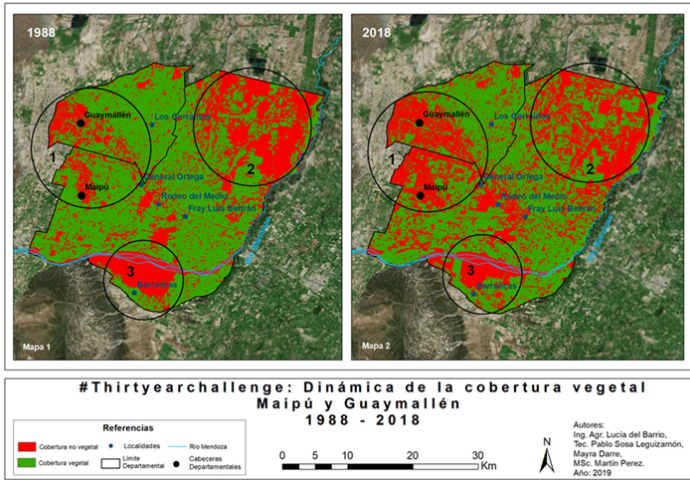 1988
Guaymallén
Los Corralitos
1
2
General Ortega
Maipú
Rodeo del Medio
Fray Luis Beltrán
3
Barrancas
Mapa 1
2018
Guaymallén
Los Corralitos
1
2
General Ortega
Maipú
Rodeo del Medio
Fray Luis Beltrán
3
Barrancas
Mapa 2
#Thirtyearchallenge: Dinámica de la cobertura vegetal
Maipú y Guaymallén
1988 - 2018
Referencias
Cobertura no vegetal
Localidades
Río Mendoza
Cobertura vegetal
Límite
Departamental
Cabeceras
Departamentales
0 5 10 20 30
Km
N
Autores:
Ing. Agr. Lucía del Barrio,
Tec. Pablo Sosa Leguizamón,
Mayra Darre,
MSc. Martín Perez.
Año: 2019